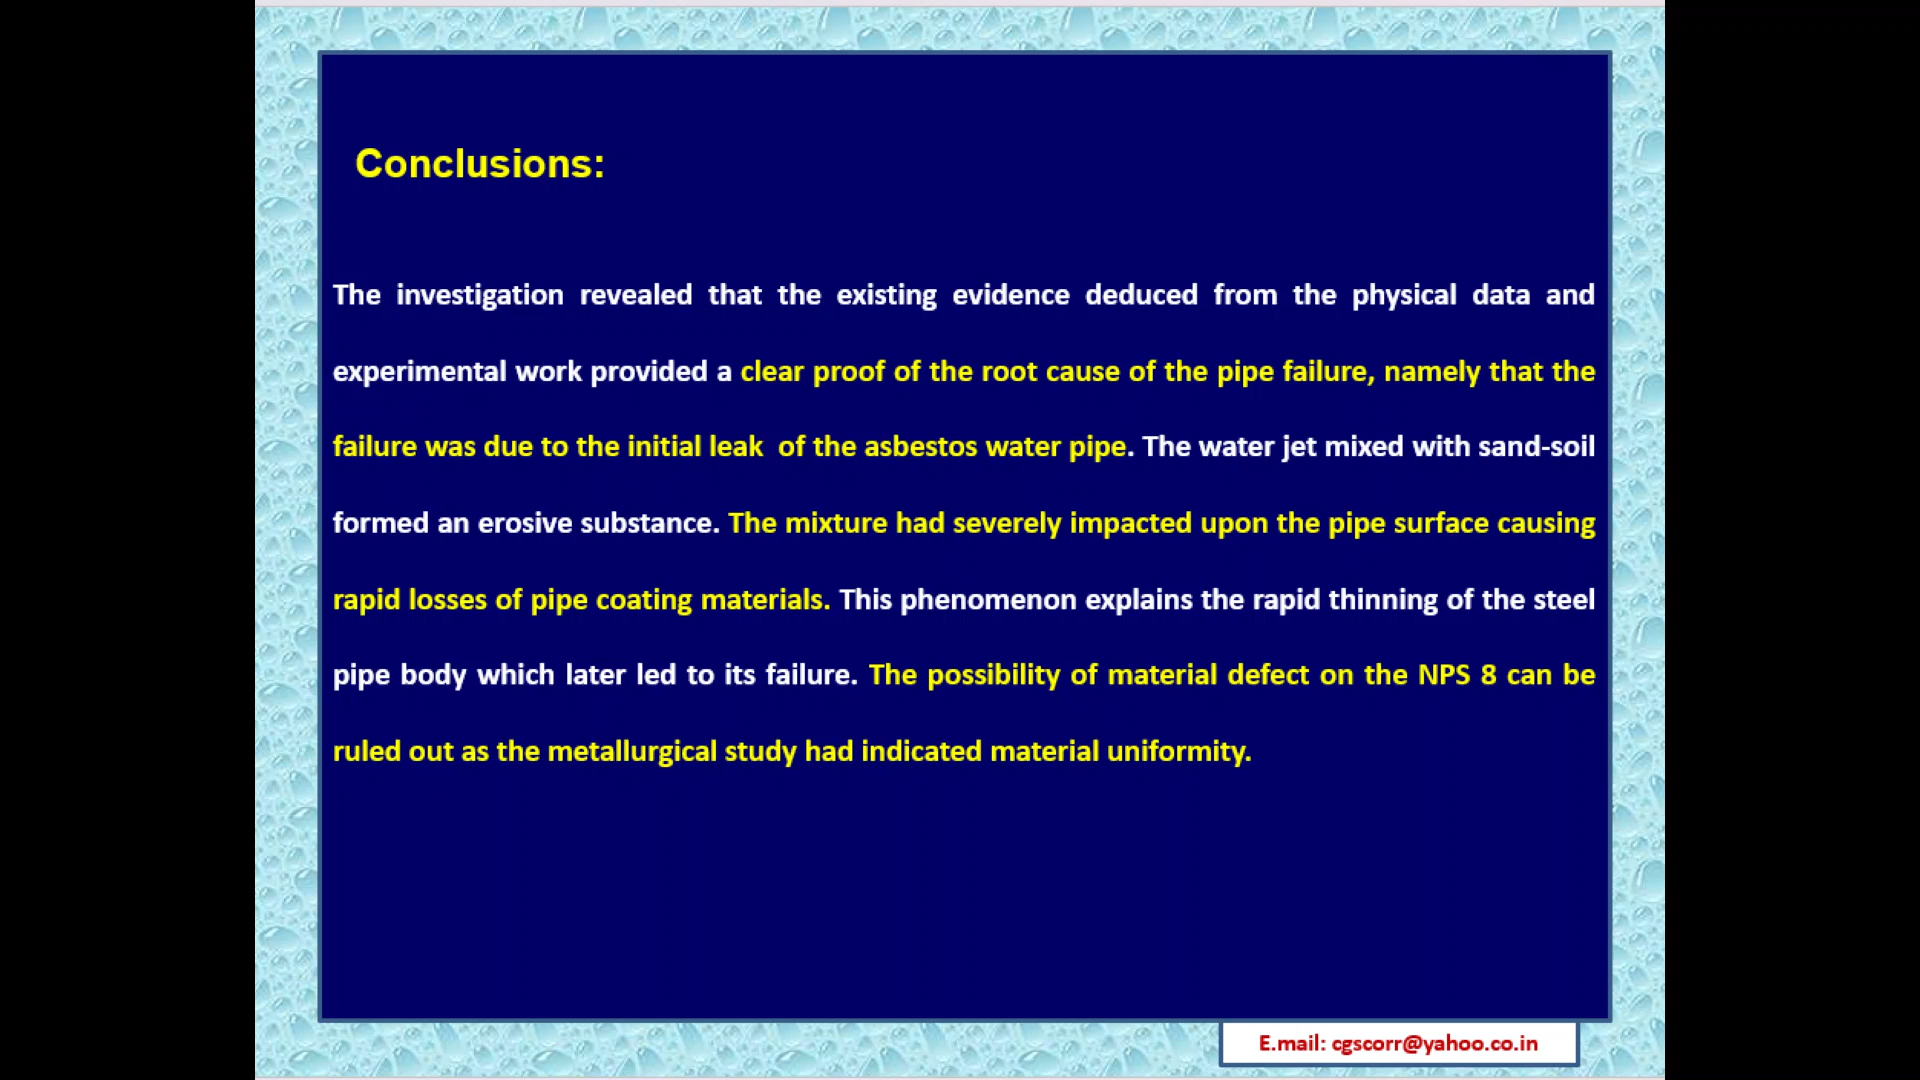 Conclusions:
The investigation revealed that the existing evidence deduced from the physical data and
experimental work provided a clear proof of the root cause of the pipe failure, namely that the
failure was due to the initial leak  of the asbestos water pipe. The water jet mixed with sand-soil
formed an erosive substance. The mixture had severely impacted upon the pipe surface causing
rapid losses of pipe coating materials. This phenomenon explains the rapid thinning of the steel
pipe body which later led to its failure. The possibility of material defect on the NPS 8 can be
ruled out as the metallurgical study had indicated material uniformity.
E.mail: cgscorr@yahoo.co.in